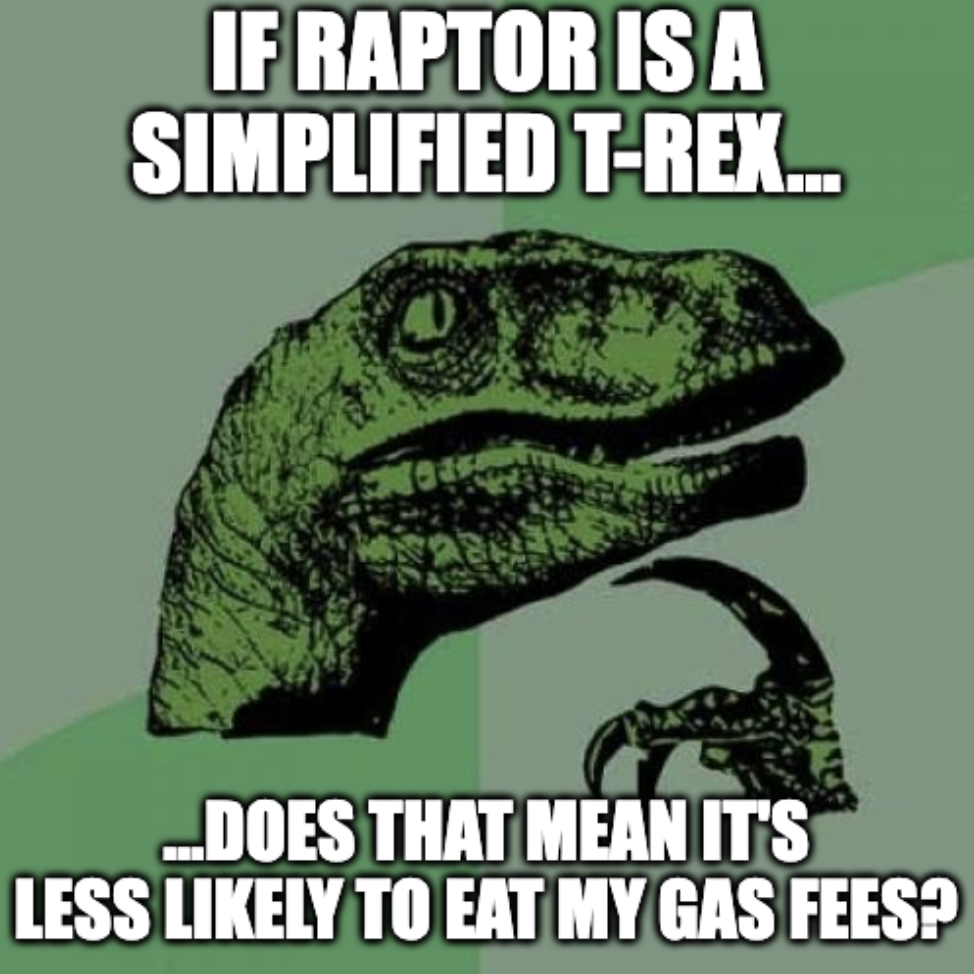 IF RAPTOR IS A
SIMPLIFIED T-REX...
...DOES THAT MEAN IT'S
LESS LIKELY TO EAT MY GAS FEES?